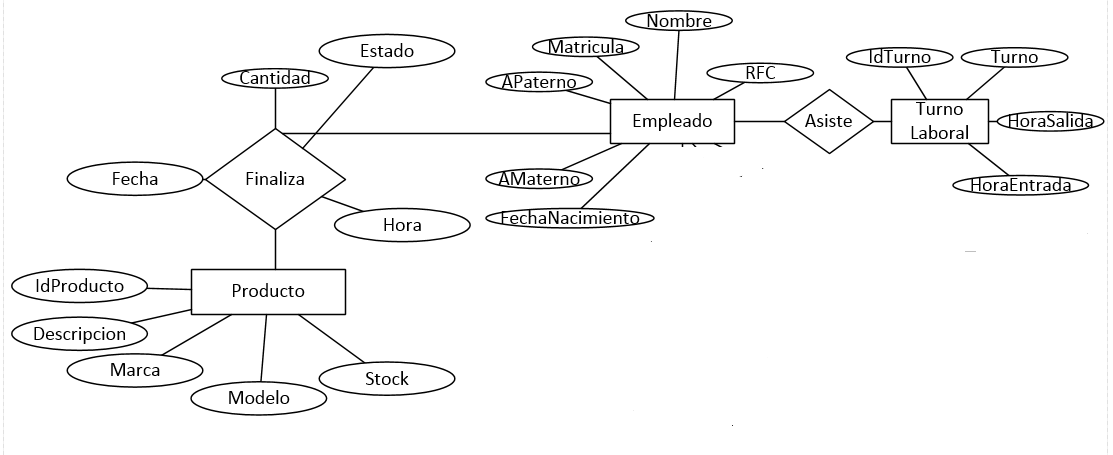 Nombre
Estado
Matricula
IdTurno
Turno
Cantidad
APaterno
RFC
Empleado
Asiste
Turno
Laboral
HoraSalida
Fecha
Finaliza
AMaterno
HoraEntrada
Hora
FechaNacimiento
IdProducto
Producto
Descripcion
Marca
Stock
Modelo